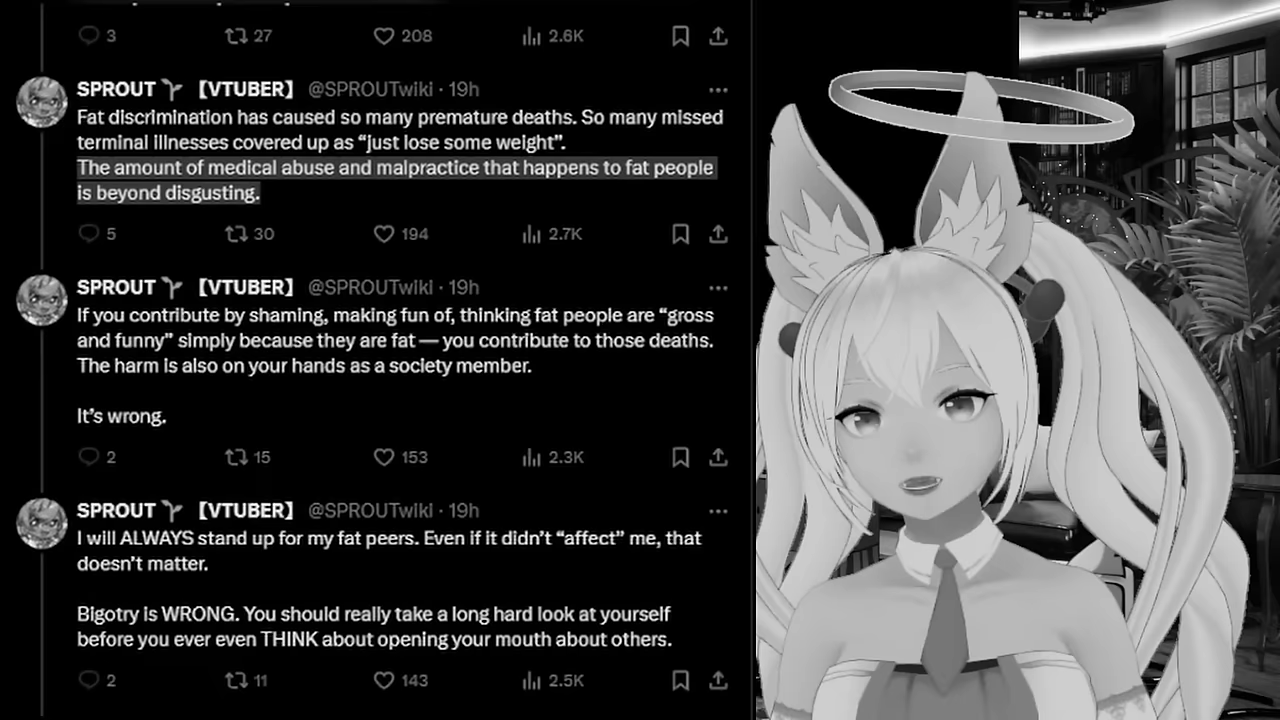 3 27 208 2.6K
SPROUT 【VTUBER】 @SPROUTwiki · 19h
Fat discrimination has caused so many premature deaths. So many missed
terminal illnesses covered up as “just lose some weight”.
The amount of medical abuse and malpractice that happens to fat people
is beyond disgusting.
5 30 194 2.7K
SPROUT 【VTUBER】 @SPROUTwiki · 19h
If you contribute by shaming, making fun of, thinking fat people are “gross
and funny” simply because they are fat — you contribute to those deaths.
The harm is also on your hands as a society member.
It’s wrong.
2 15 153 2.3K
SPROUT 【VTUBER】 @SPROUTwiki · 19h
I will ALWAYS stand up for my fat peers. Even if it didn’t “affect” me, that
doesn’t matter.
Bigotry is WRONG. You should really take a long hard look at yourself
before you ever even THINK about opening your mouth about others.
2 11 143 2.5K